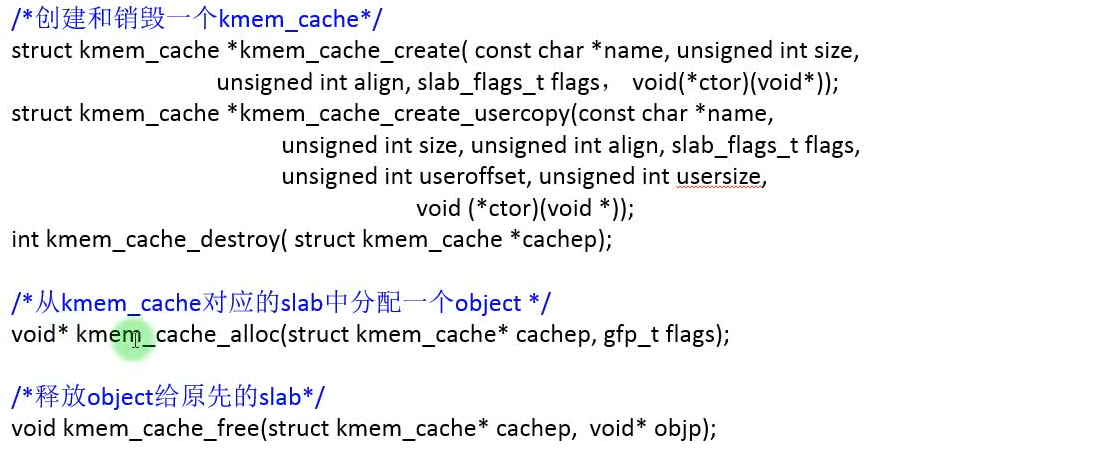 /*创建和销毁一个kmem_cache*/
struct kmem_cache *kmem_cache_create( const char *name, unsigned int size,
unsigned int align, slab_flags_t flags， void(*ctor)(void*));
struct kmem_cache *kmem_cache_create_usercopy(const char *name,
unsigned int size, unsigned int align, slab_flags_t flags,
unsigned int useroffset, unsigned int usersize,
void (*ctor)(void *));
int kmem_cache_destroy( struct kmem_cache *cachep);
/*从kmem_cache对应的slab中分配一个object */
void* kmem_cache_alloc(struct kmem_cache* cachep, gfp_t flags);
/*释放object给原先的slab*/
void kmem_cache_free(struct kmem_cache* cachep, void* objp);